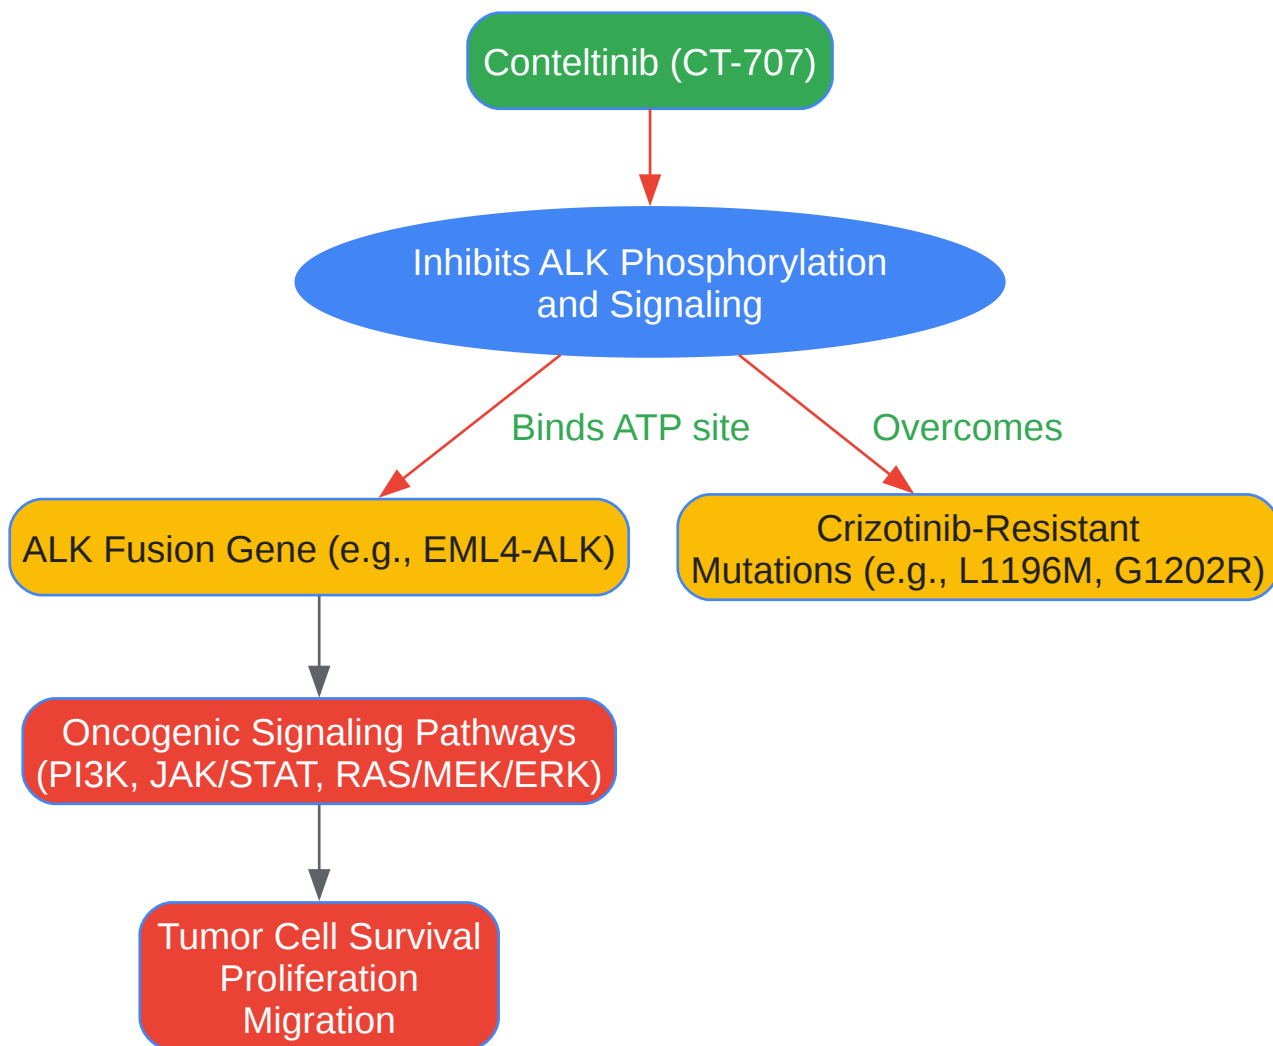 Conteltinib (CT-707)
Inhibits ALK Phosphorylation
and Signaling
Binds ATP site
Overcomes
ALK Fusion Gene (e.g., EML4-ALK)
Crizotinib-Resistant
Mutations (e.g., L1196M, G1202R)
Oncogenic Signaling Pathways
(PI3K, JAK/STAT, RAS/MEK/ERK)
Tumor Cell Survival
Proliferation
Migration